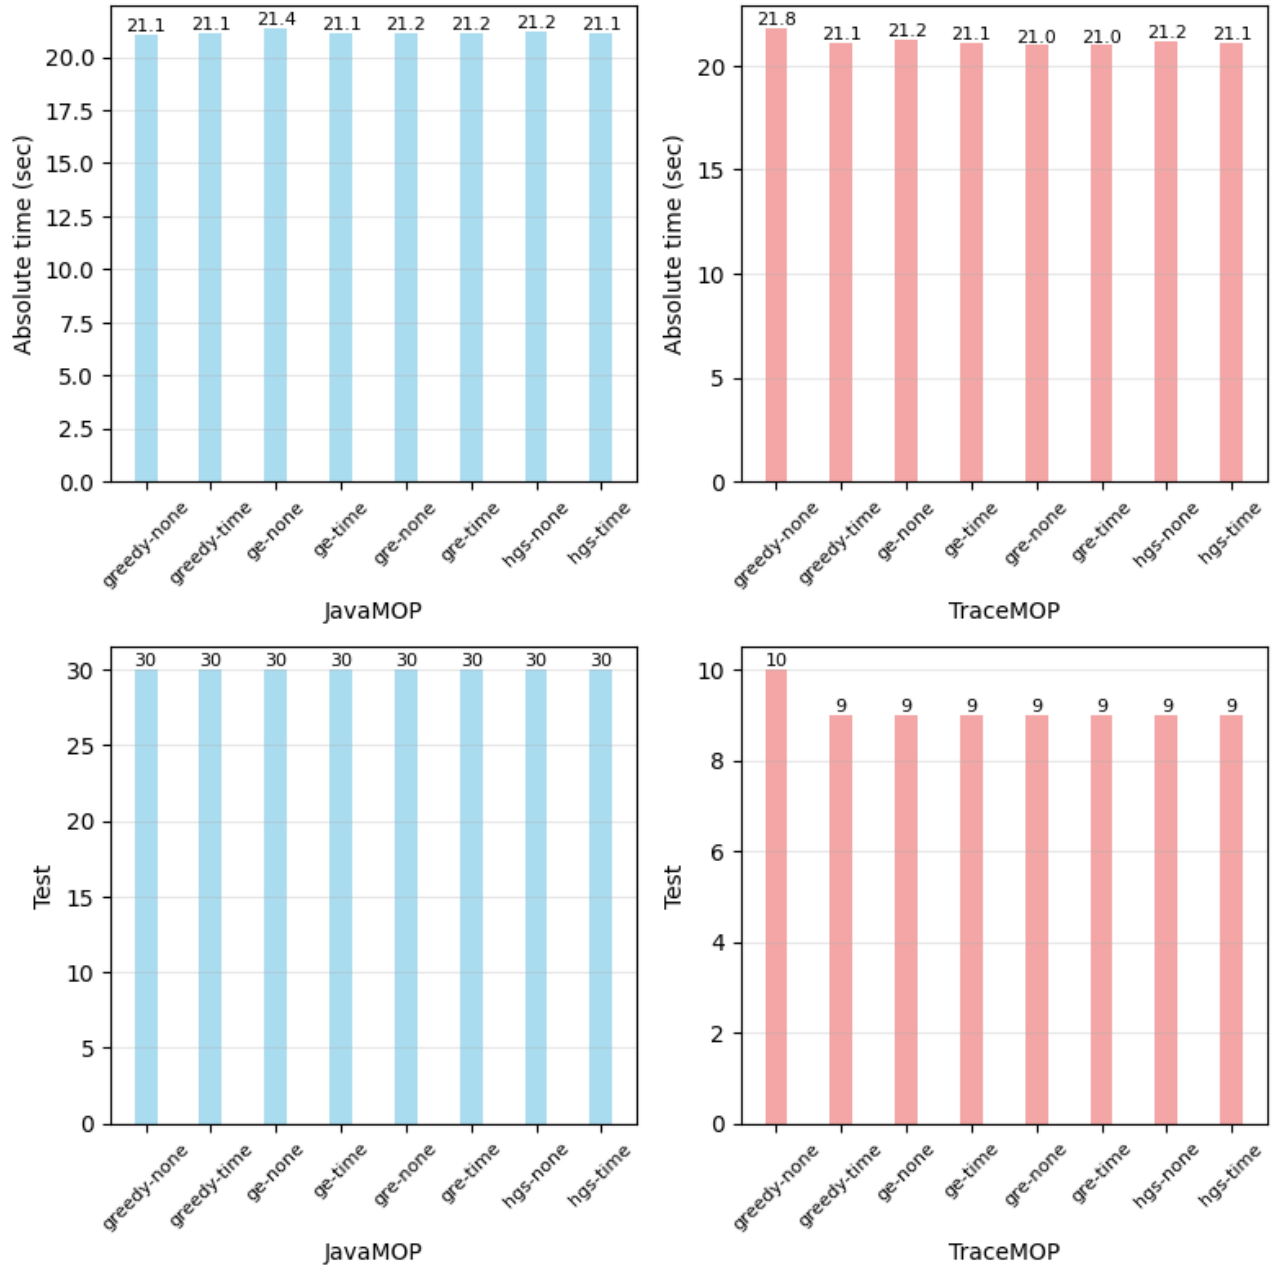 21.1 21.1 21.4 21.1 21.2 21.2 21.2 21.1
Absolute time (sec)
20.0
17.5
15.0
12.5
10.0
7.5
5.0
2.5
0.0
greedy-none greedy-time ge-none ge-time gre-none gre-time hgs-none hgs-time
JavaMOP
21.8 21.1 21.2 21.1 21.0 21.0 21.2 21.1
Absolute time (sec)
20
15
10
5
0
greedy-none greedy-time ge-none ge-time gre-none gre-time hgs-none hgs-time
TraceMOP
30 30 30 30 30 30 30 30
Test
30
25
20
15
10
5
0
greedy-none greedy-time ge-none ge-time gre-none gre-time hgs-none hgs-time
JavaMOP
10 9 9 9 9 9 9 9
Test
10
8
6
4
2
0
greedy-none greedy-time ge-none ge-time gre-none gre-time hgs-none hgs-time
TraceMOP